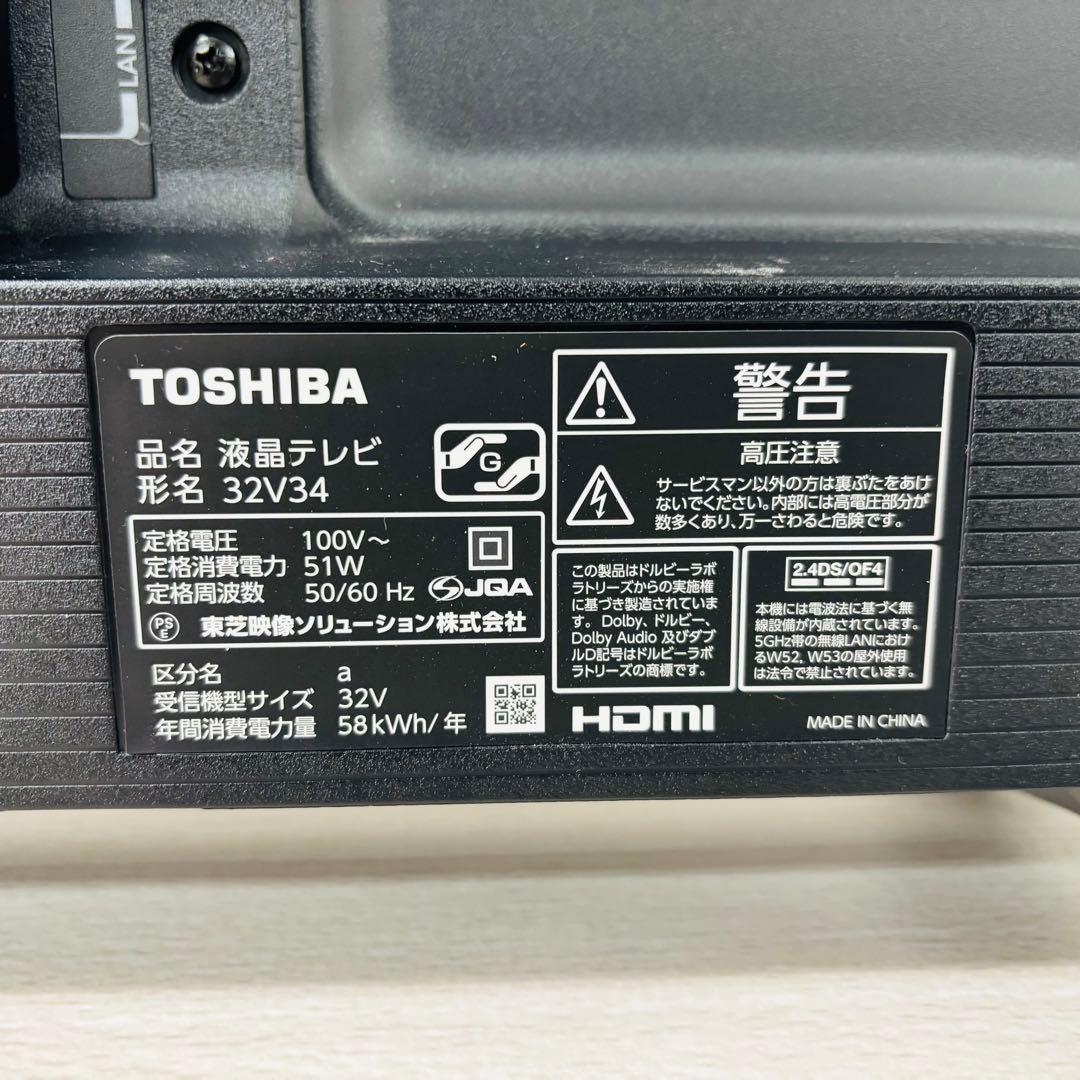 LAN
TOSHIBA
品名 液晶テレビ
形名 32V34
G
定格電圧 100V～
定格消費電力 51W
定格周波数 50/60 Hz
JQA
PS
E
東芝映像ソリューション株式会社
区分名 a
受信機型サイズ 32V
年間消費電力量 58kWh/年
警告
高圧注意
サービスマン以外の方は裏ぶたをあけ
ないでください。内部には高電圧部分が
数多くあり、万一さわると危険です。
この製品はドルビーラボ
ラトリーズからの実施権
に基づき製造されていま
す。Dolby、ドルビー、
Dolby Audio 及びダブ
ルD記号はドルビーラボ
ラトリーズの商標です。
2.4DS/OF4
本機には電波法に基づく無
線設備が内蔵されています。
5GHz帯の無線LANにおけ
るW52、W53の屋外使用
は法令で禁止されています。
HDMI
MADE IN CHINA